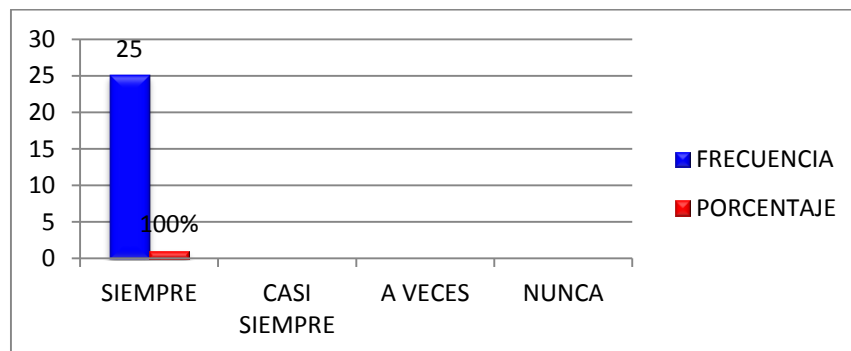 30
25
20
15
10
5
0
25
100%
SIEMPRE
CASI
SIEMPRE
A VECES
NUNCA
FRECUENCIA
PORCENTAJE